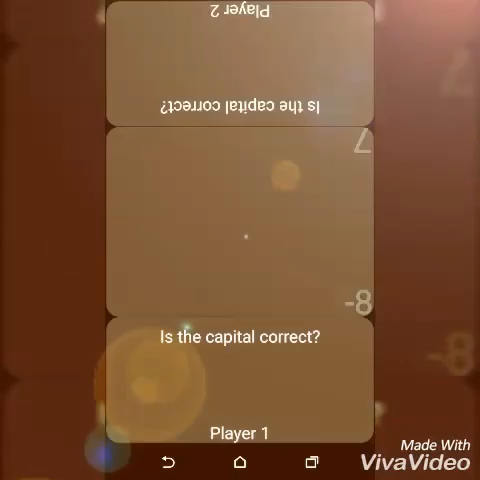 Player 2
Is the capital correct?
7
-8
Is the capital correct?
Player 1
Made With
VivaVideo